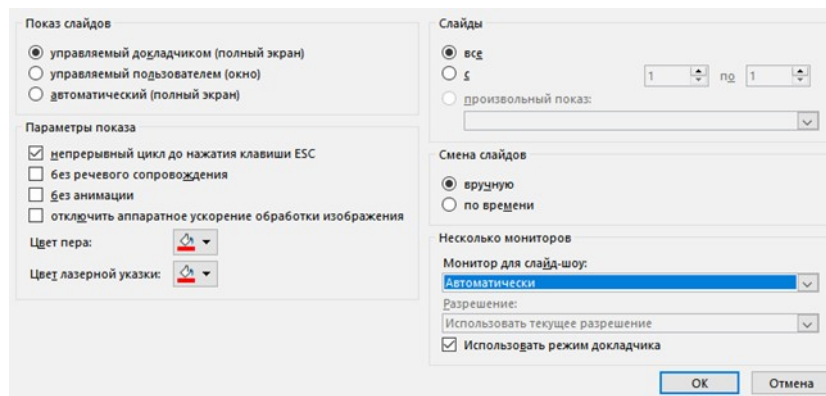 Показ слайдов
управляемый докладчиком (полный экран)
управляемый пользователем (окно)
автоматический (полный экран)
Параметры показа
непрерывный цикл до нажатия клавиши ESC
без речевого сопровождения
без анимации
отключить аппаратное ускорение обработки изображения
Цвет пера:
Цвет лазерной указки:
Слайды
все
с 1 по 1
произвольный показ:
Смена слайдов
вручную
по времени
Несколько мониторов
Монитор для слайд-шоу:
Автоматически
Разрешение:
Использовать текущее разрешение
Использовать режим докладчика
ОК Отмена